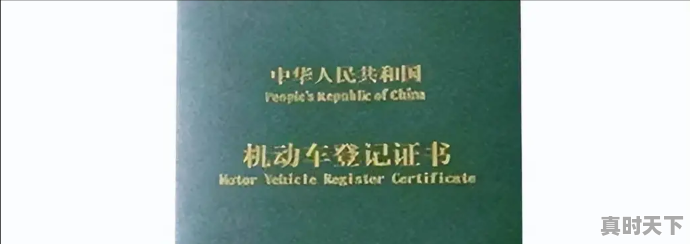 中华人民共和国
People's Republic of China
机动车登记证书
Motor Vehicle Register Certificate
真时天下